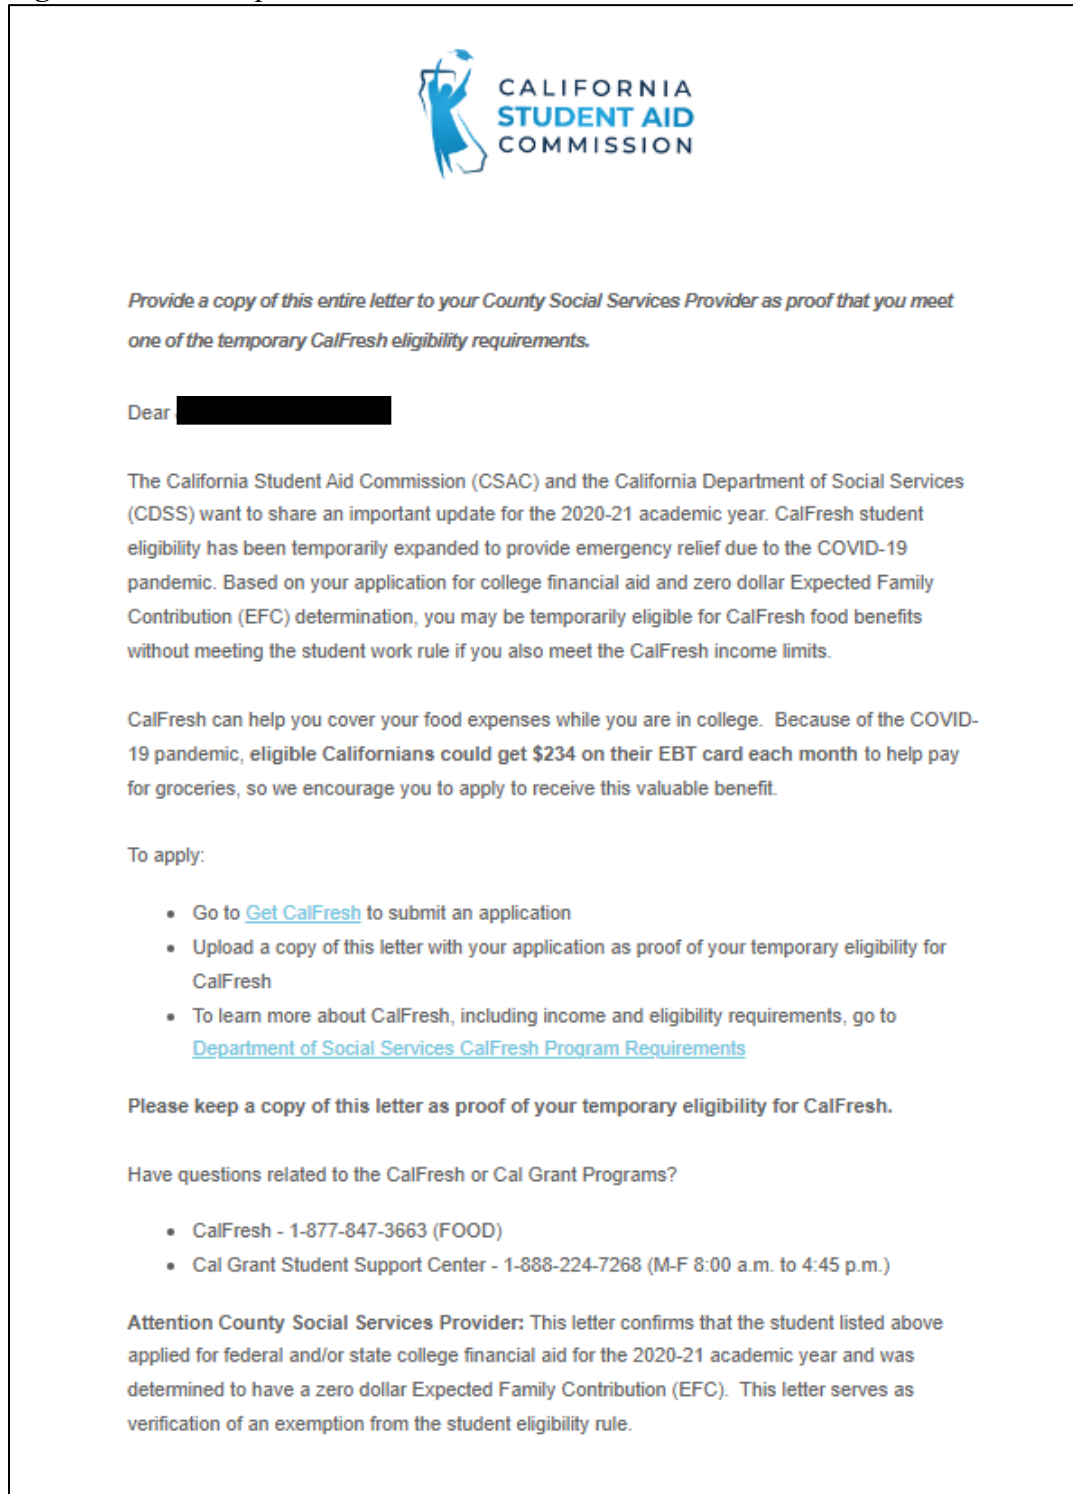 CALIFORNIA
STUDENT AID
COMMISSION
Provide a copy of this entire letter to your County Social Services Provider as proof that you meet
one of the temporary CalFresh eligibility requirements.
Dear
The California Student Aid Commission (CSAC) and the California Department of Social Services
(CDSS) want to share an important update for the 2020-21 academic year. CalFresh student
eligibility has been temporarily expanded to provide emergency relief due to the COVID-19
pandemic. Based on your application for college financial aid and zero dollar Expected Family
Contribution (EFC) determination, you may be temporarily eligible for CalFresh food benefits
without meeting the student work rule if you also meet the CalFresh income limits.
CalFresh can help you cover your food expenses while you are in college.  Because of the COVID-
19 pandemic, eligible Californians could get $234 on their EBT card each month to help pay
for groceries, so we encourage you to apply to receive this valuable benefit.
To apply:
• Go to Get CalFresh to submit an application
• Upload a copy of this letter with your application as proof of your temporary eligibility for
CalFresh
• To learn more about CalFresh, including income and eligibility requirements, go to
Department of Social Services CalFresh Program Requirements
Please keep a copy of this letter as proof of your temporary eligibility for CalFresh.
Have questions related to the CalFresh or Cal Grant Programs?
• CalFresh - 1-877-847-3663 (FOOD)
• Cal Grant Student Support Center - 1-888-224-7268 (M-F 8:00 a.m. to 4:45 p.m.)
Attention County Social Services Provider: This letter confirms that the student listed above
applied for federal and/or state college financial aid for the 2020-21 academic year and was
determined to have a zero dollar Expected Family Contribution (EFC).  This letter serves as
verification of an exemption from the student eligibility rule.